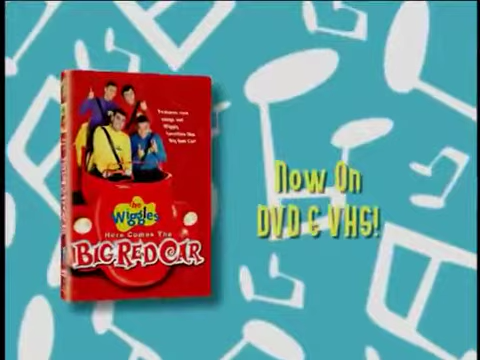 Features new
songs and
Wiggly
favorites like
Big Red Car!
The
Wiggles
Here Comes The
BIG RED CAR
Now On
DVD & VHS!